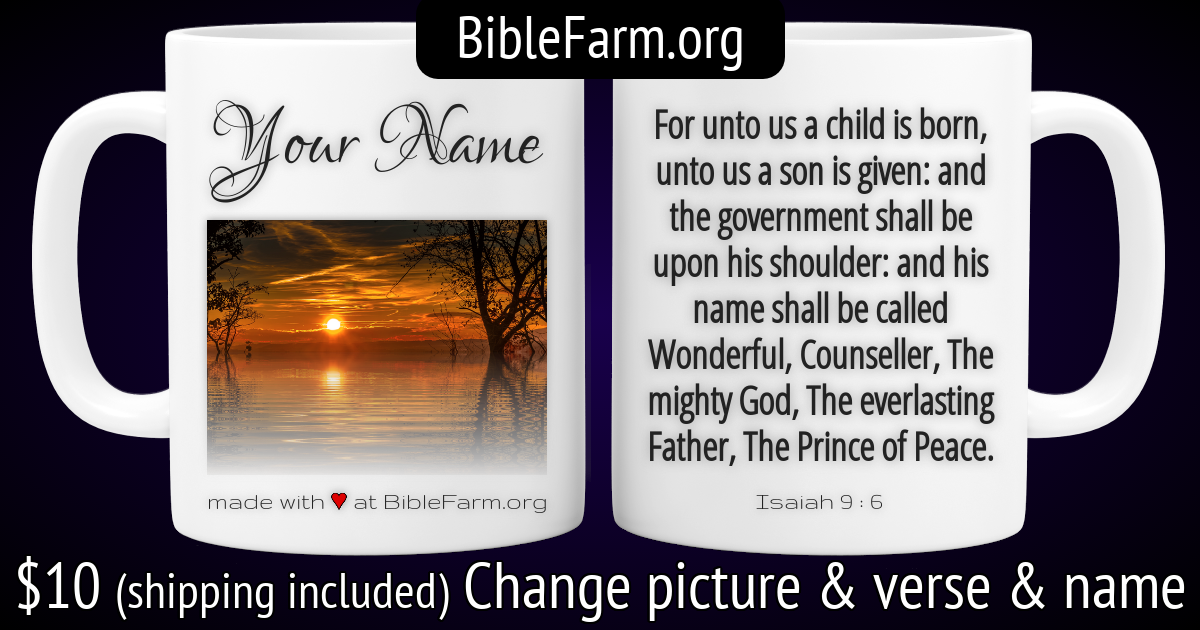 BibleFarm.org
Your Name
made with ♥ at BibleFarm.org
For unto us a child is born,
unto us a son is given: and
the government shall be
upon his shoulder: and his
name shall be called
Wonderful, Counseller, The
mighty God, The everlasting
Father, The Prince of Peace.
Isaiah 9 : 6
$10 (shipping included) Change picture & verse & name